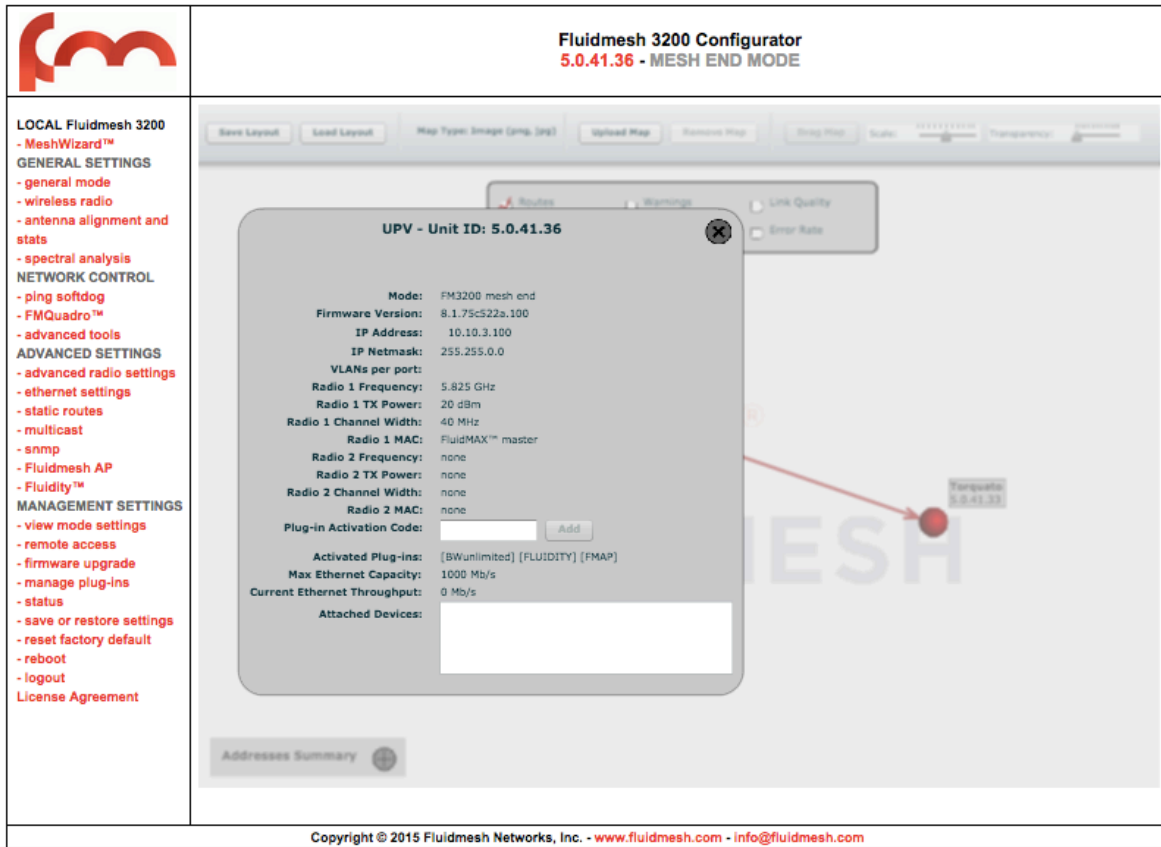 fm
Fluidmesh 3200 Configurator
5.0.41.36 - MESH END MODE
LOCAL Fluidmesh 3200
- MeshWizard™
GENERAL SETTINGS
- general mode
- wireless radio
- antenna alignment and
stats
- spectral analysis
NETWORK CONTROL
- ping softdog
- FMQuadro™
- advanced tools
ADVANCED SETTINGS
- advanced radio settings
- ethernet settings
- static routes
- multicast
- snmp
- Fluidmesh AP
- Fluidity™
MANAGEMENT SETTINGS
- view mode settings
- remote access
- firmware upgrade
- manage plug-ins
- status
- save or restore settings
- reset factory default
- reboot
- logout
License Agreement
Save Layout Load Layout Map Type: Image (png, jpg) Upload Map Remove Map Drag Map Scale: Transparency:
Routes Warnings Link Quality
Error Rate
UPV - Unit ID: 5.0.41.36
Mode: FM3200 mesh end
Firmware Version: 8.1.75c522a.100
IP Address: 10.10.3.100
IP Netmask: 255.255.0.0
VLANs per port:
Radio 1 Frequency: 5.825 GHz
Radio 1 TX Power: 20 dBm
Radio 1 Channel Width: 40 MHz
Radio 1 MAC: FluidMAX™ master
Radio 2 Frequency: none
Radio 2 TX Power: none
Radio 2 Channel Width: none
Radio 2 MAC: none
Plug-in Activation Code: Add
Activated Plug-ins: [BWunlimited] [FLUIDITY] [FMAP]
Max Ethernet Capacity: 1000 Mb/s
Current Ethernet Throughput: 0 Mb/s
Attached Devices:
Torquato
5.0.41.33
ESH
Addresses Summary
Copyright © 2015 Fluidmesh Networks, Inc. - www.fluidmesh.com - info@fluidmesh.com